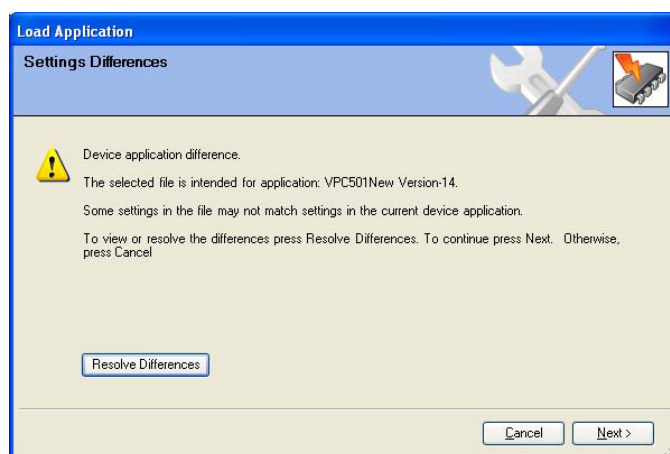 Load Application
Settings Differences
Device application difference.
The selected file is intended for application: VPC501New Version-14.
Some settings in the file may not match settings in the current device application.
To view or resolve the differences press Resolve Differences. To continue press Next. Otherwise,
press Cancel
Resolve Differences
Cancel Next >